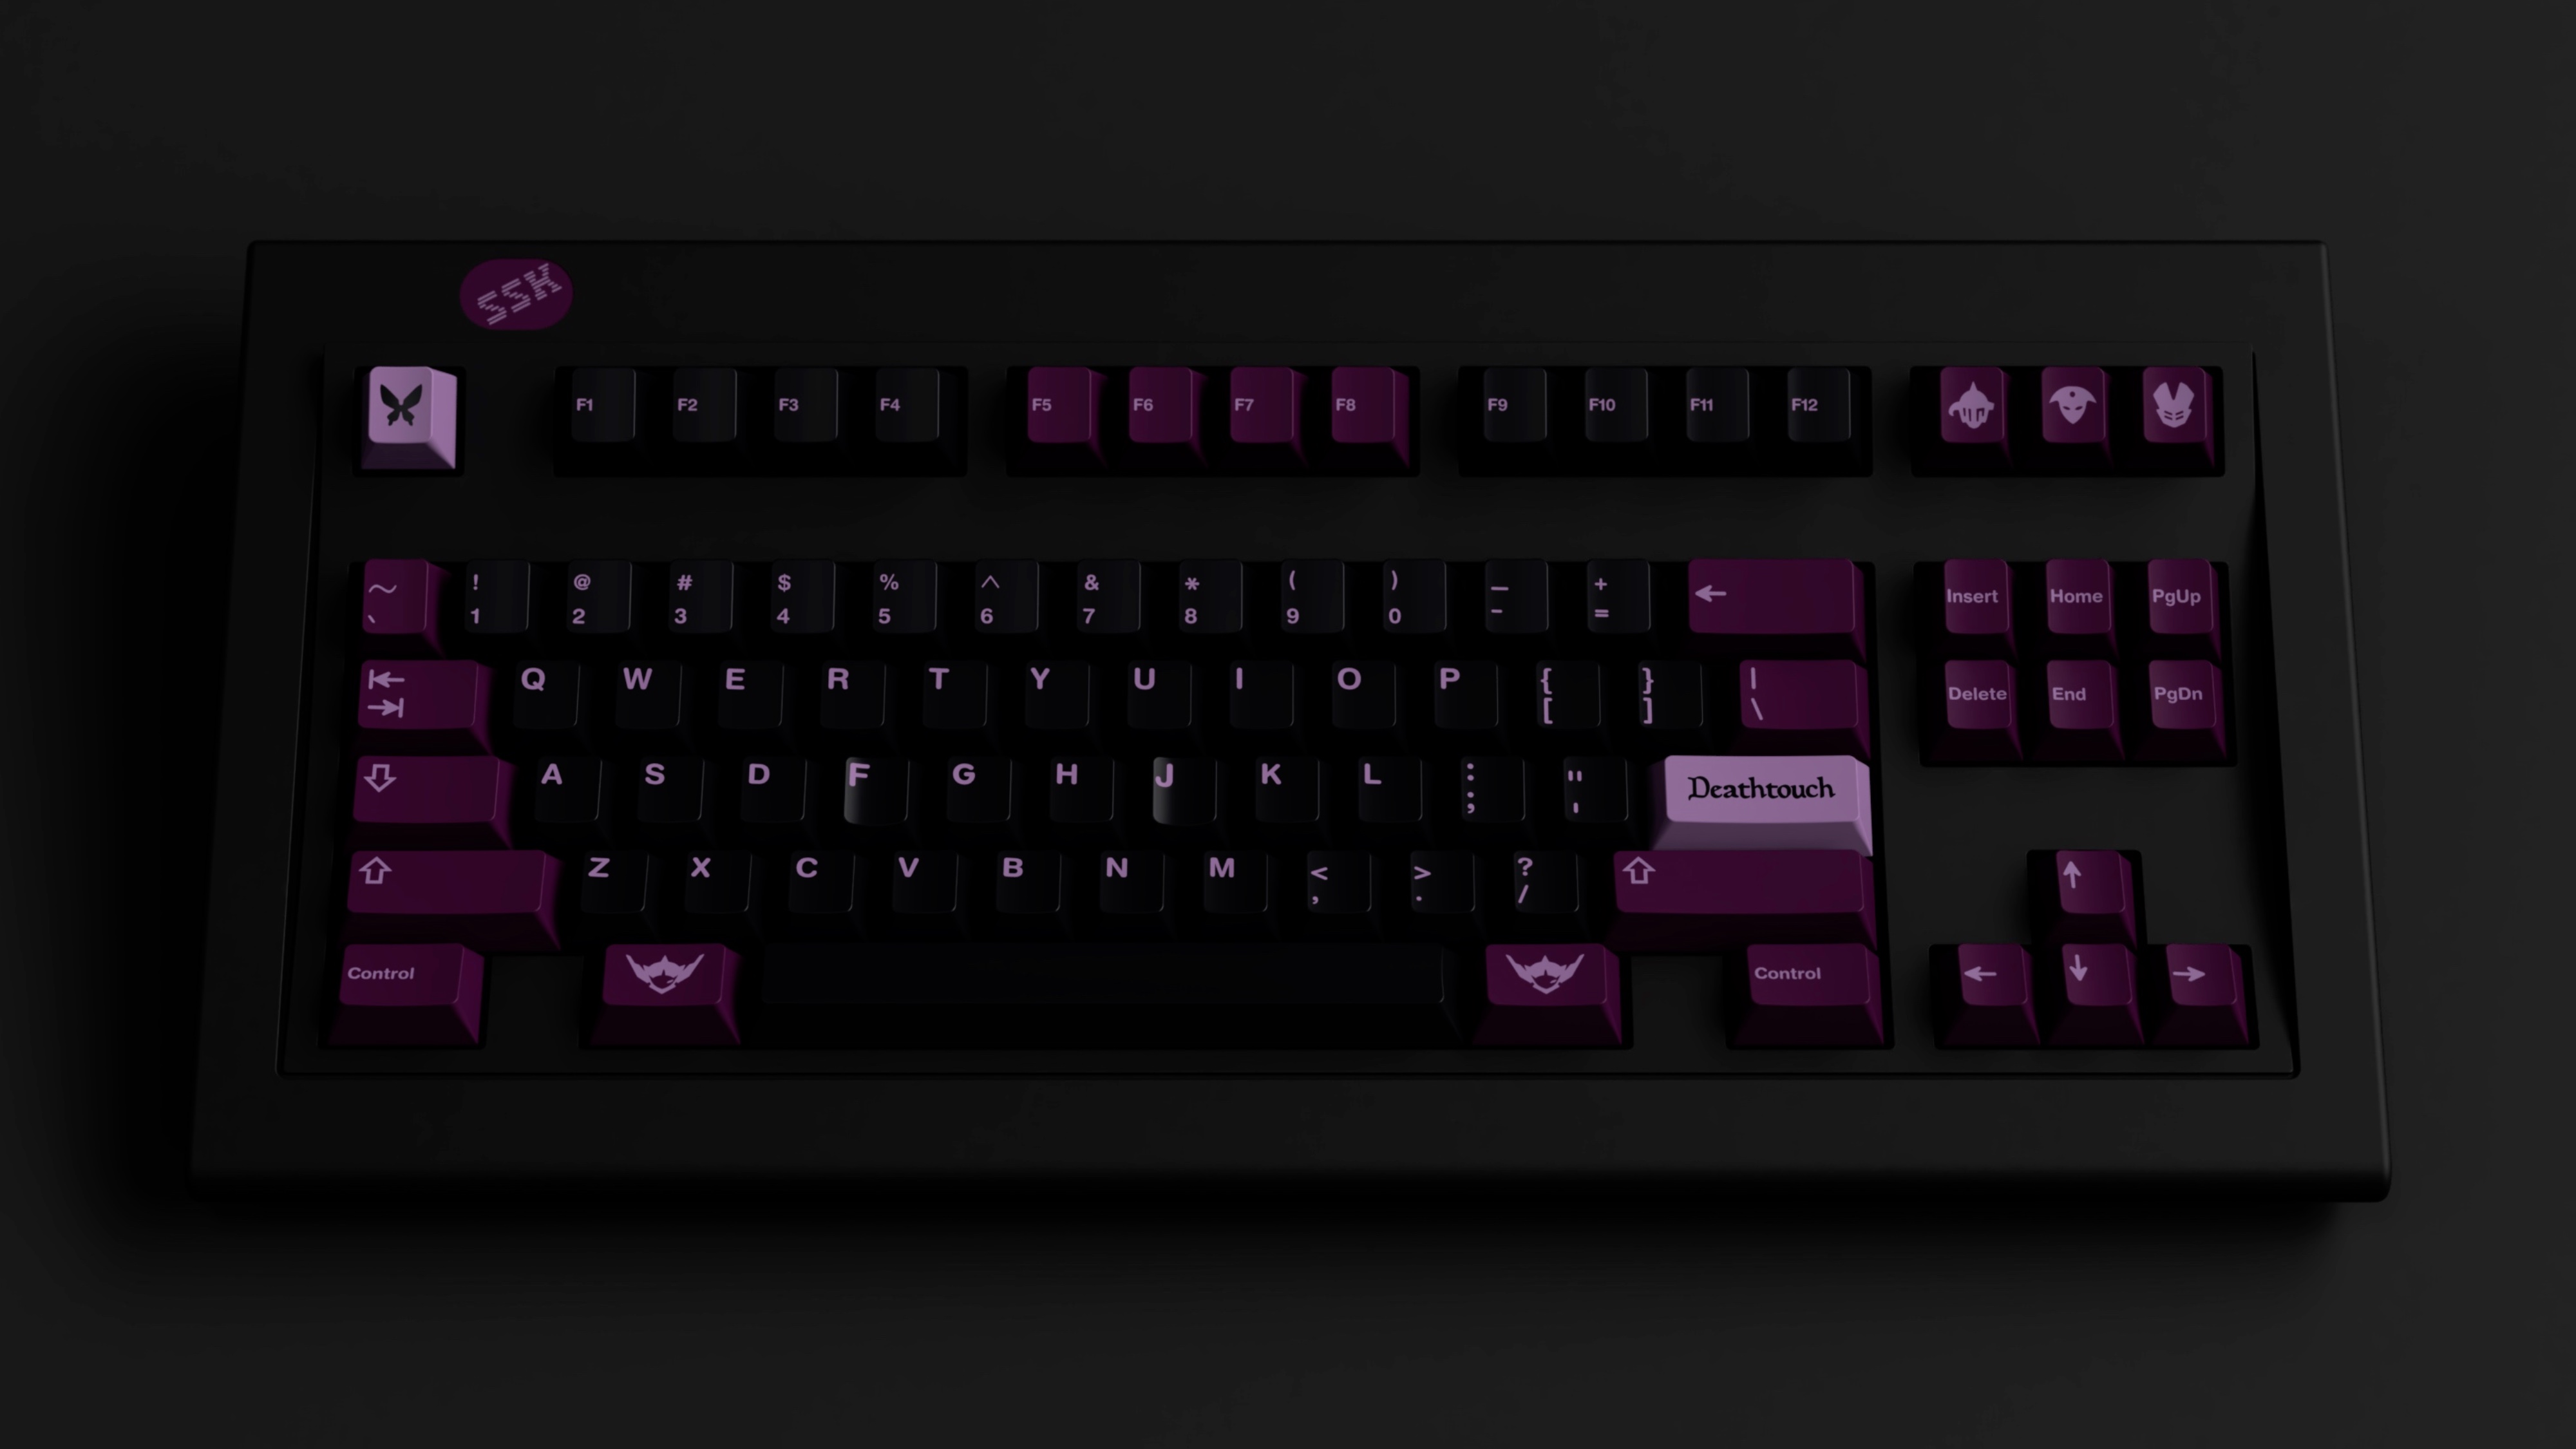 SSK
F1 F2 F3 F4 F5 F6 F7 F8 F9 F10 F11 F12
~ ! @ # $ % ^ & * ( ) _ +
` 1 2 3 4 5 6 7 8 9 0 - = ←
Q W E R T Y U I O P { } |
[ ] \
A S D F G H J K L : "
; '
Deathtouch
Z X C V B N M < > ?
, . /
Control Control
Insert Home PgUp
Delete End PgDn
↑
← ↓ →